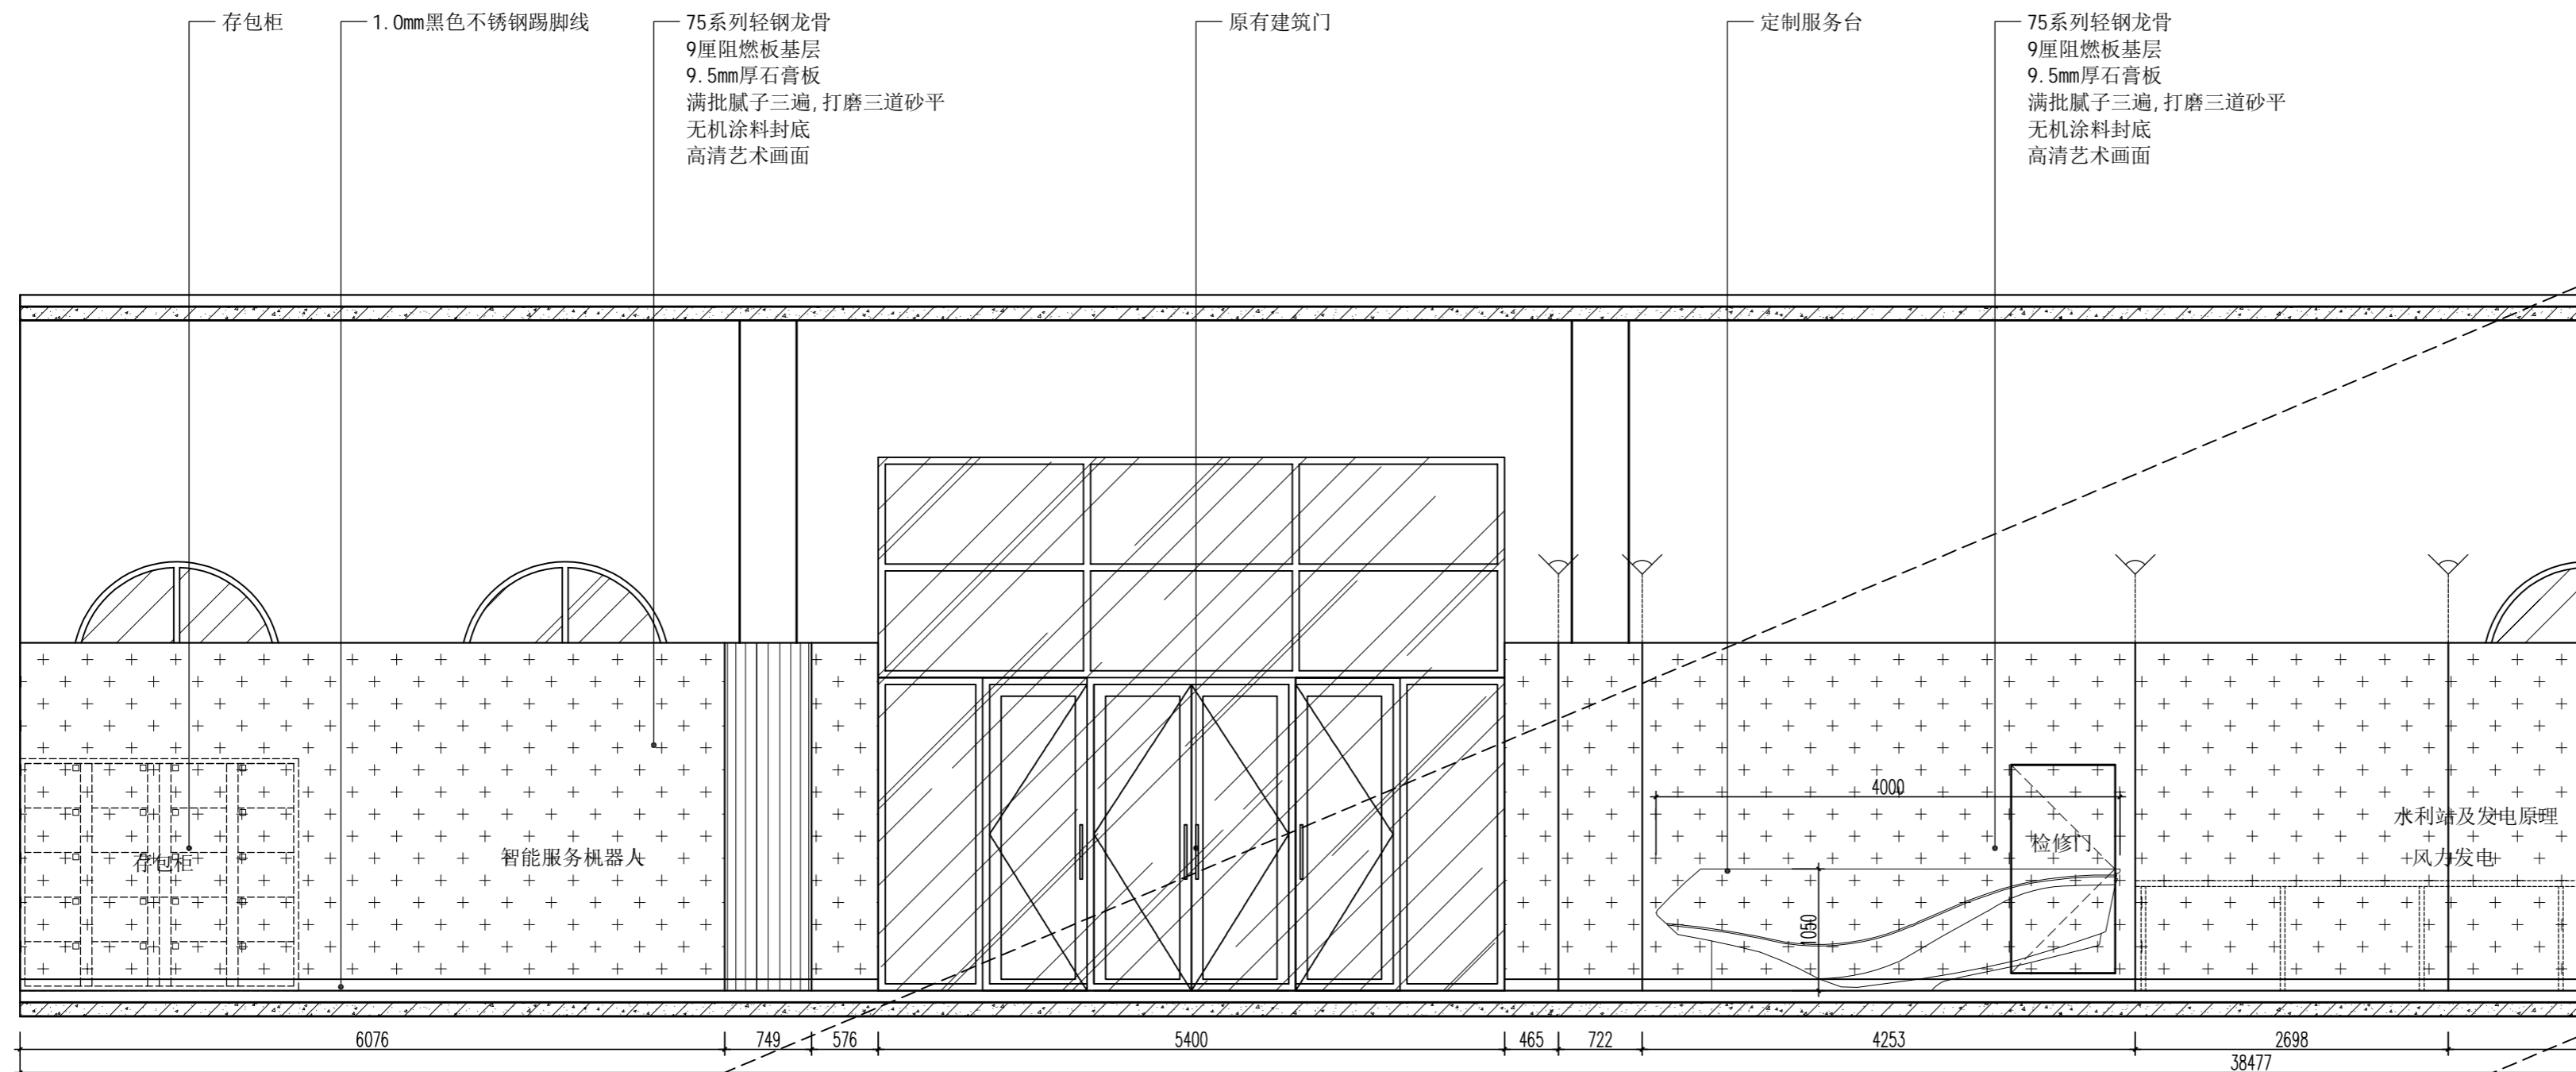 存包柜
1.0mm黑色不锈钢踢脚线
75系列轻钢龙骨
9厘阻燃板基层
9.5mm厚石膏板
满批腻子三遍,打磨三道砂平
无机涂料封底
高清艺术画面
原有建筑门
定制服务台
75系列轻钢龙骨
9厘阻燃板基层
9.5mm厚石膏板
满批腻子三遍,打磨三道砂平
无机涂料封底
高清艺术画面
存包柜
智能服务机器人
4000
检修门
1050
水利站及发电原理
风力发电
6076
749
576
5400
465
722
4253
2698
38477